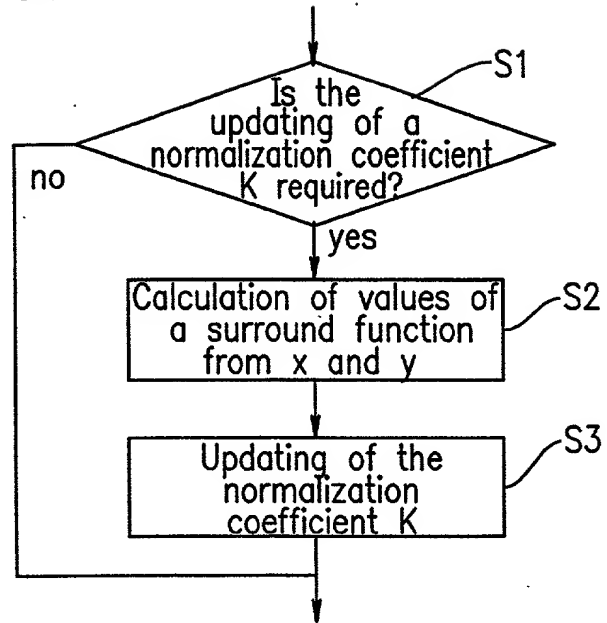 S1
Is the
updating of a
normalization coefficient
K required?
no
yes
Calculation of values of
a surround function
from x and y
S2
Updating of the
normalization
coefficient K
S3